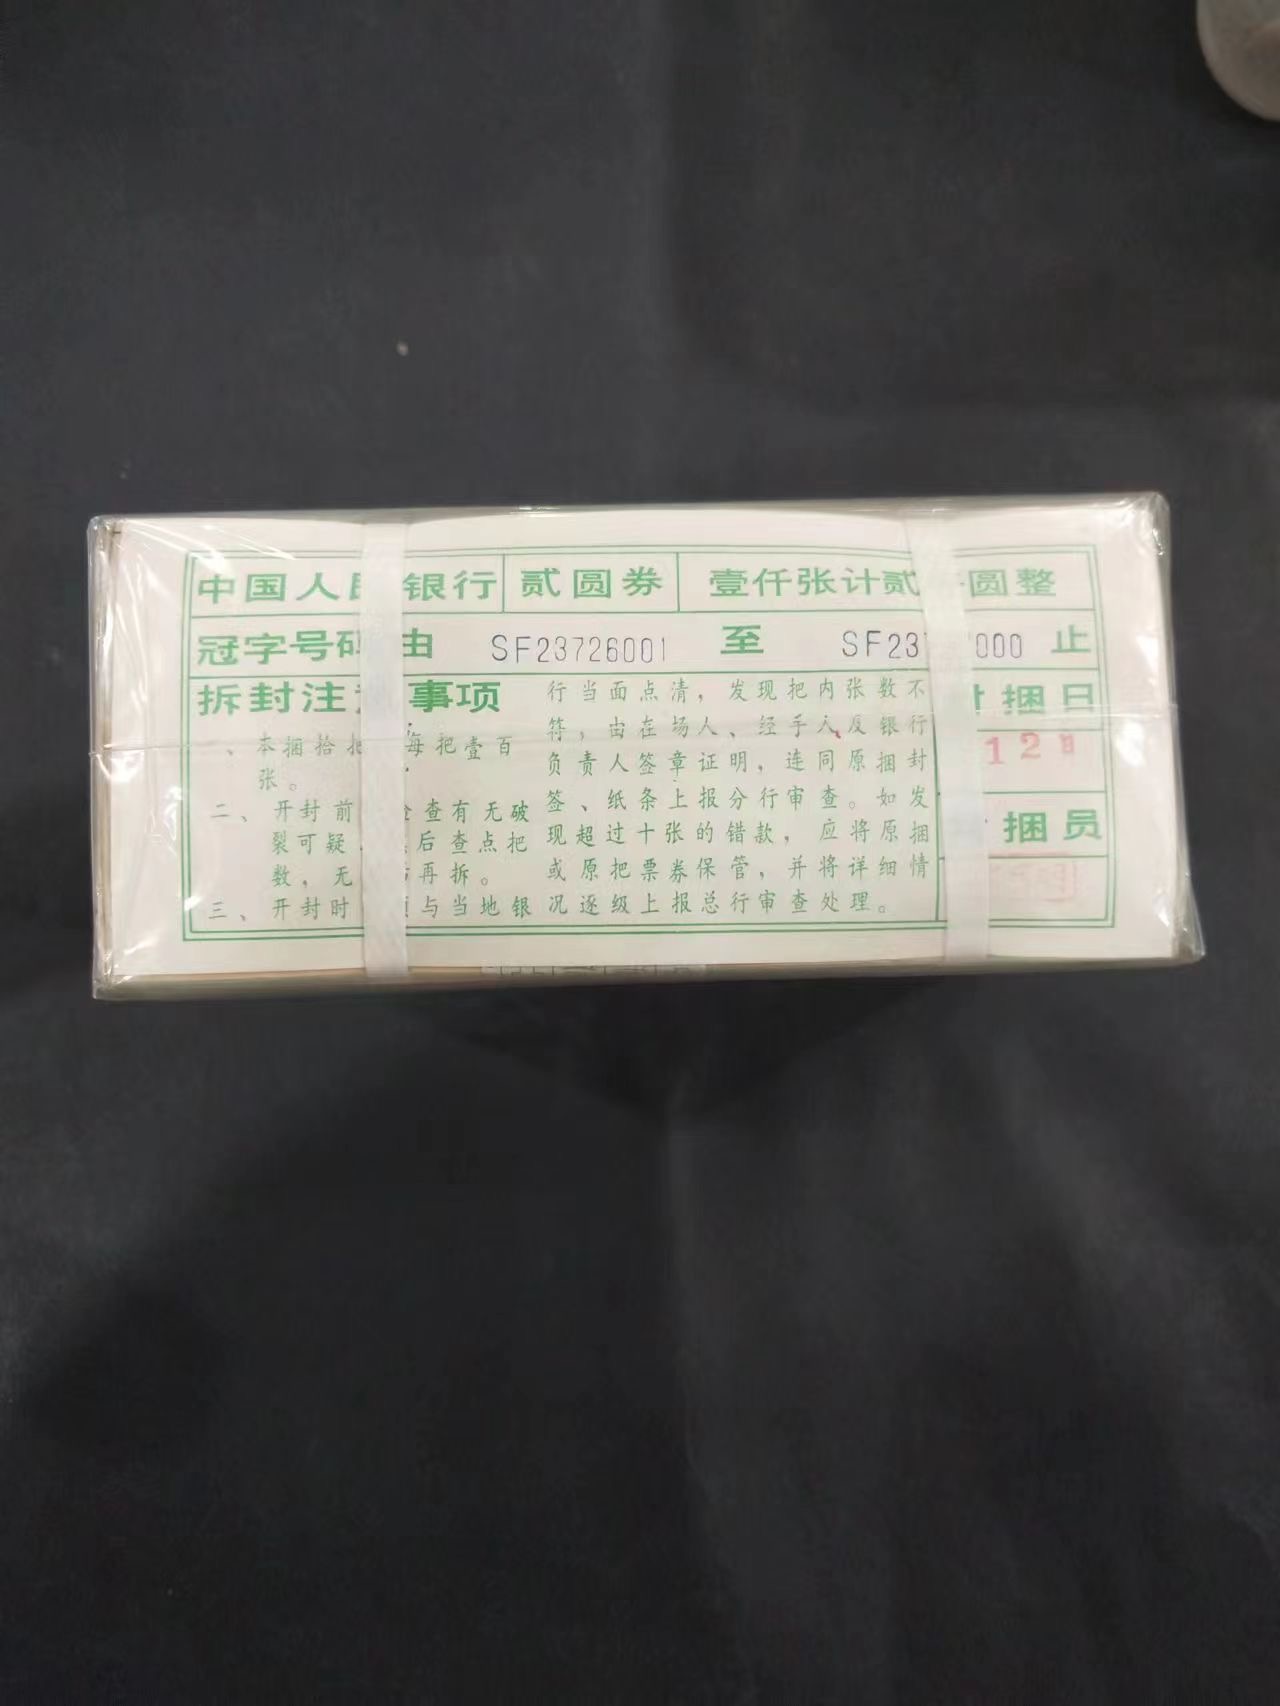 中国人民银行 贰圆券 壹仟张计贰 圆整
冠字号码由 SF23726001 至 SF23 000 止
拆封注 事项
、本捆拾把 每把壹百
张。
二、开封前 查有无破
裂可疑 后查点把
数，无 再拆。
三、开封时 与当地银
行当面点清，发现把内张数不
符，由在场人、经手人及银行
负责人签章证明，连同原捆封
签、纸条上报分行审查。如发
现超过十张的错款，应将原捆
或原把票券保管，并将详细情
况逐级上报总行审查处理。
捆日
12
捆员